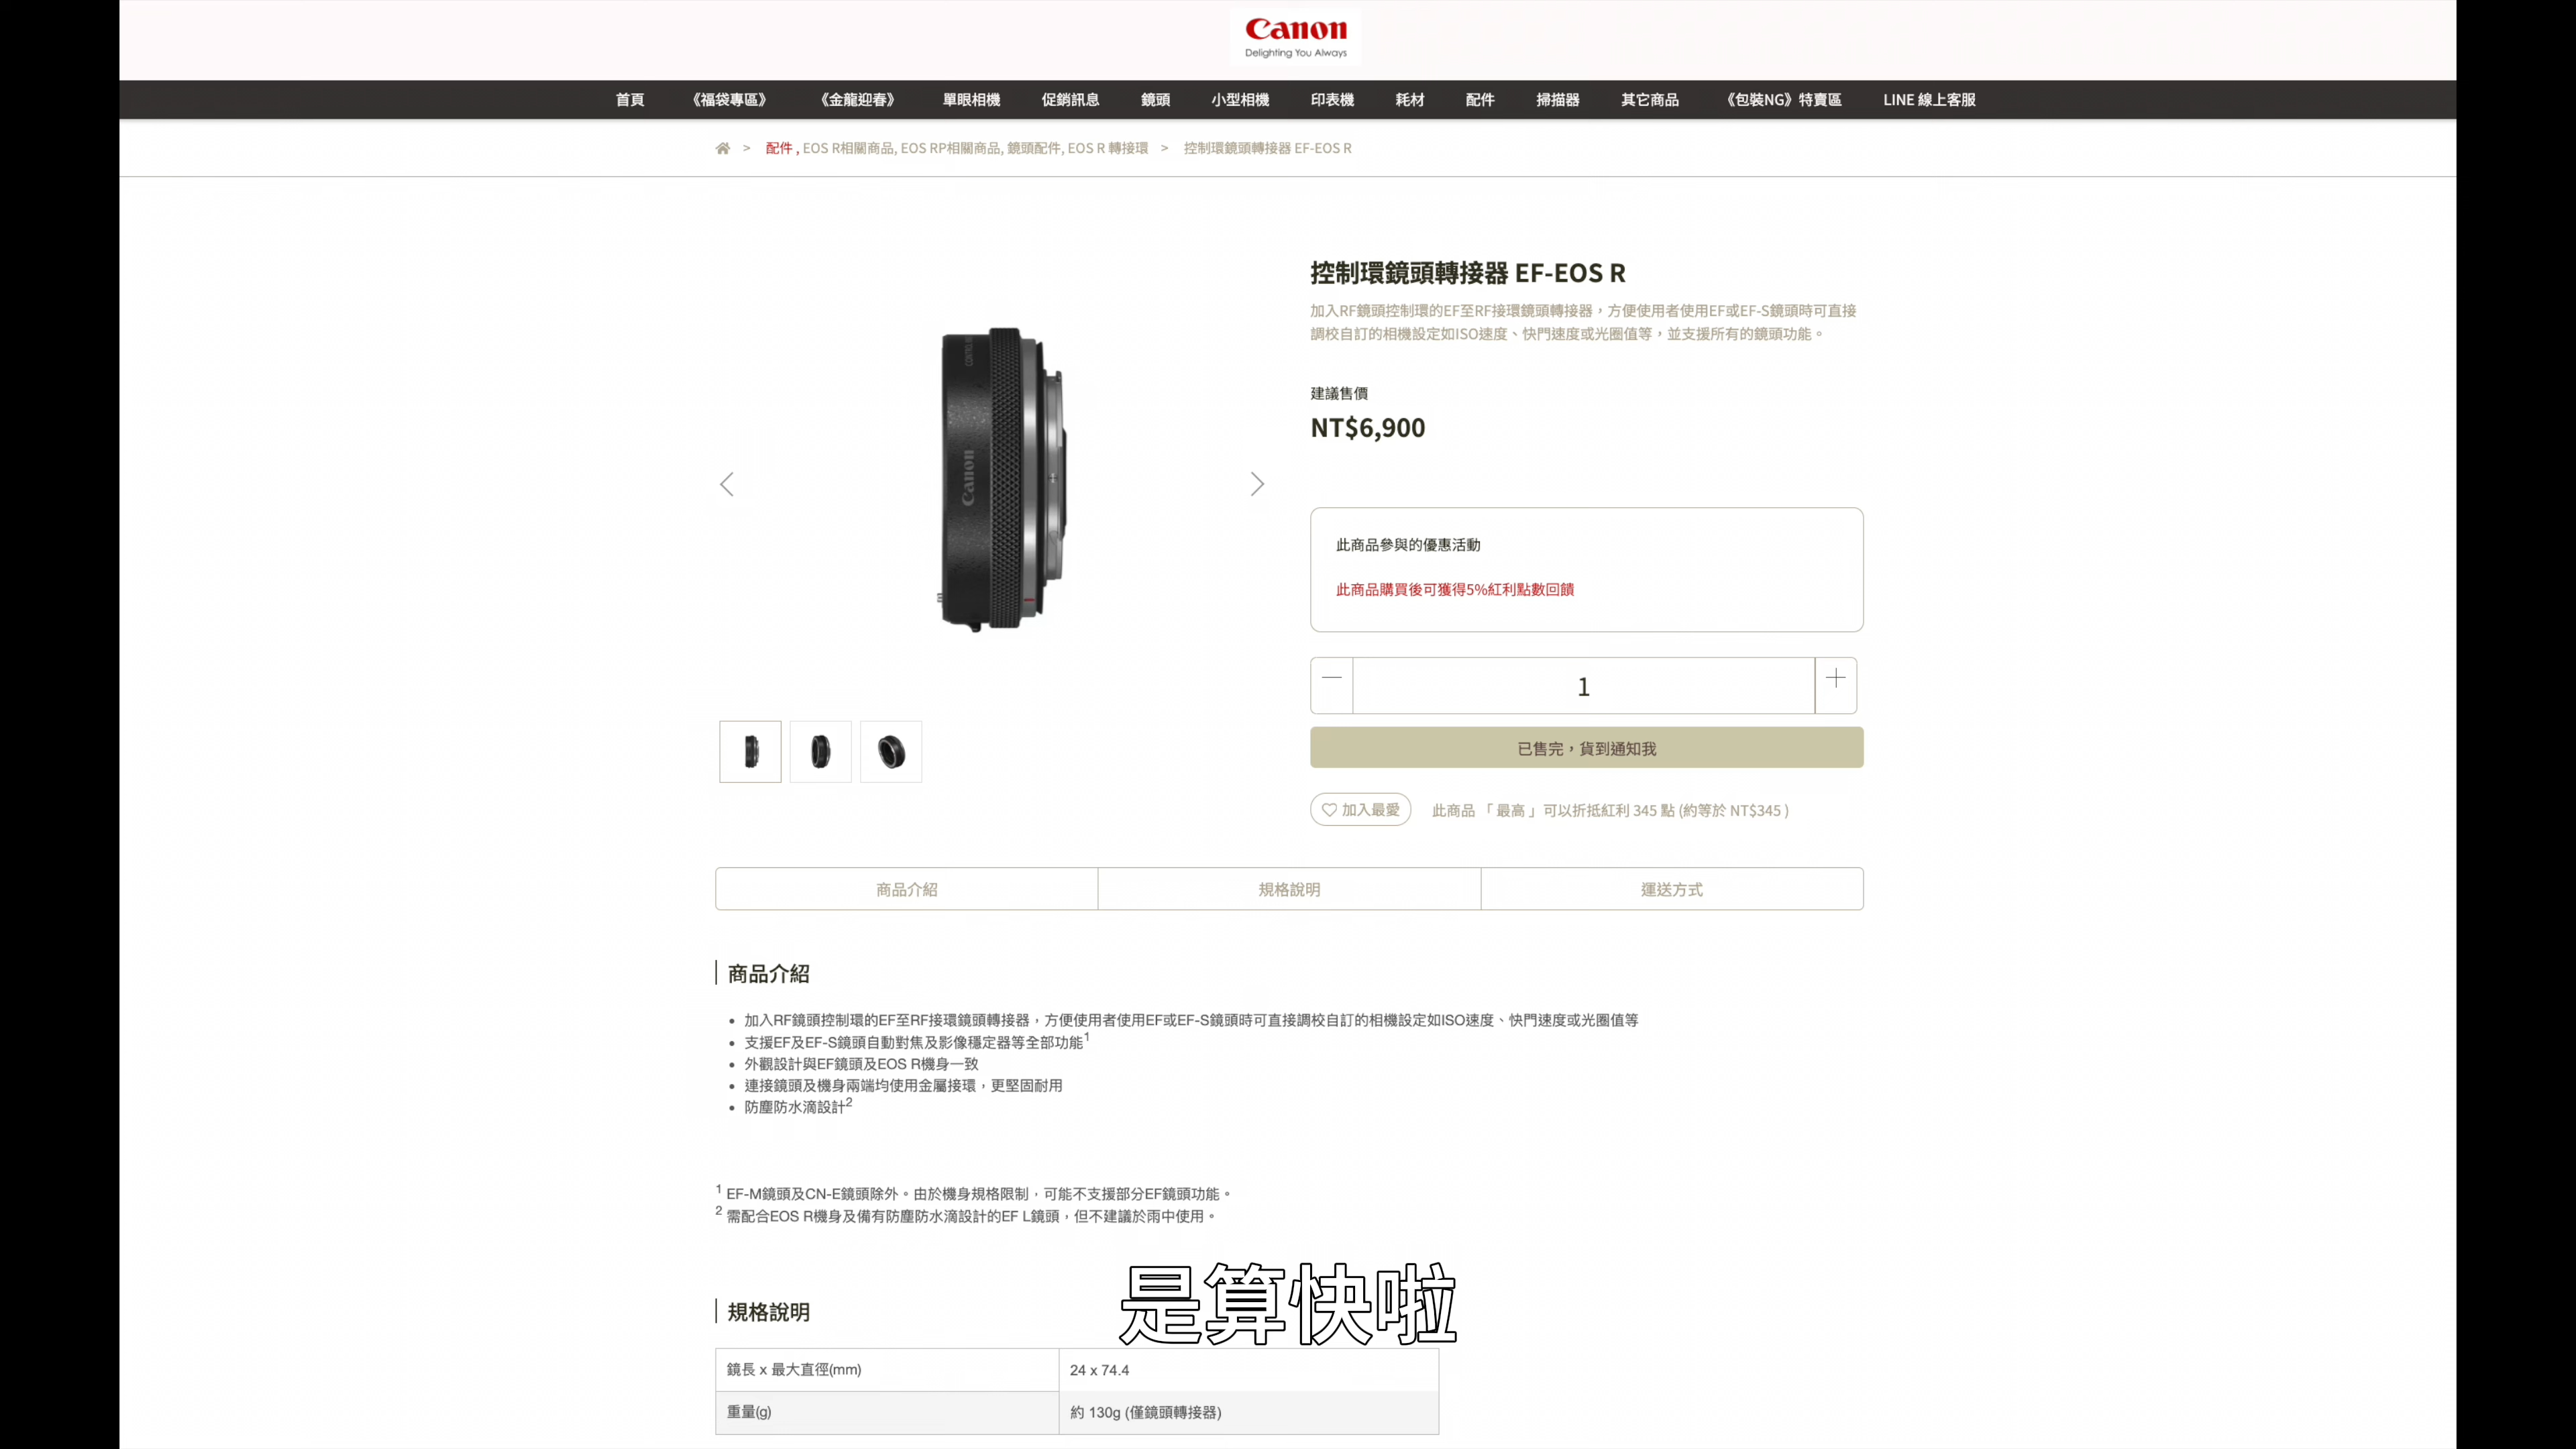 Canon
Delighting You Always
首頁 《福袋專區》 《金龍迎春》 單眼相機 促銷訊息 鏡頭 小型相機 印表機 耗材 配件 掃描器 其它商品 《包裝NG》特賣區 LINE 線上客服
> 配件 , EOS R相關商品, EOS RP相關商品, 鏡頭配件, EOS R 轉接環 > 控制環鏡頭轉接器 EF-EOS R
控制環鏡頭轉接器 EF-EOS R
加入RF鏡頭控制環的EF至RF接環鏡頭轉接器，方便使用者使用EF或EF-S鏡頭時可直接
調校自訂的相機設定如ISO速度、快門速度或光圈值等，並支援所有的鏡頭功能。
建議售價
NT$6,900
Canon
此商品參與的優惠活動
此商品購買後可獲得5%紅利點數回饋
1
已售完，貨到通知我
加入最愛 此商品 「 最高 」 可以折抵紅利 345 點 (約等於 NT$345 )
商品介紹 規格說明 運送方式
商品介紹
• 加入RF鏡頭控制環的EF至RF接環鏡頭轉接器，方便使用者使用EF或EF-S鏡頭時可直接調校自訂的相機設定如ISO速度、快門速度或光圈值等
• 支援EF及EF-S鏡頭自動對焦及影像穩定器等全部功能1
• 外觀設計與EF鏡頭及EOS R機身一致
• 連接鏡頭及機身兩端均使用金屬接環，更堅固耐用
• 防塵防水滴設計2
1 EF-M鏡頭及CN-E鏡頭除外。由於機身規格限制，可能不支援部分EF鏡頭功能。
2 需配合EOS R機身及備有防塵防水滴設計的EF L鏡頭，但不建議於雨中使用。
是算快啦
規格說明
鏡長 x 最大直徑(mm) 24 x 74.4
重量(g) 約 130g (僅鏡頭轉接器)